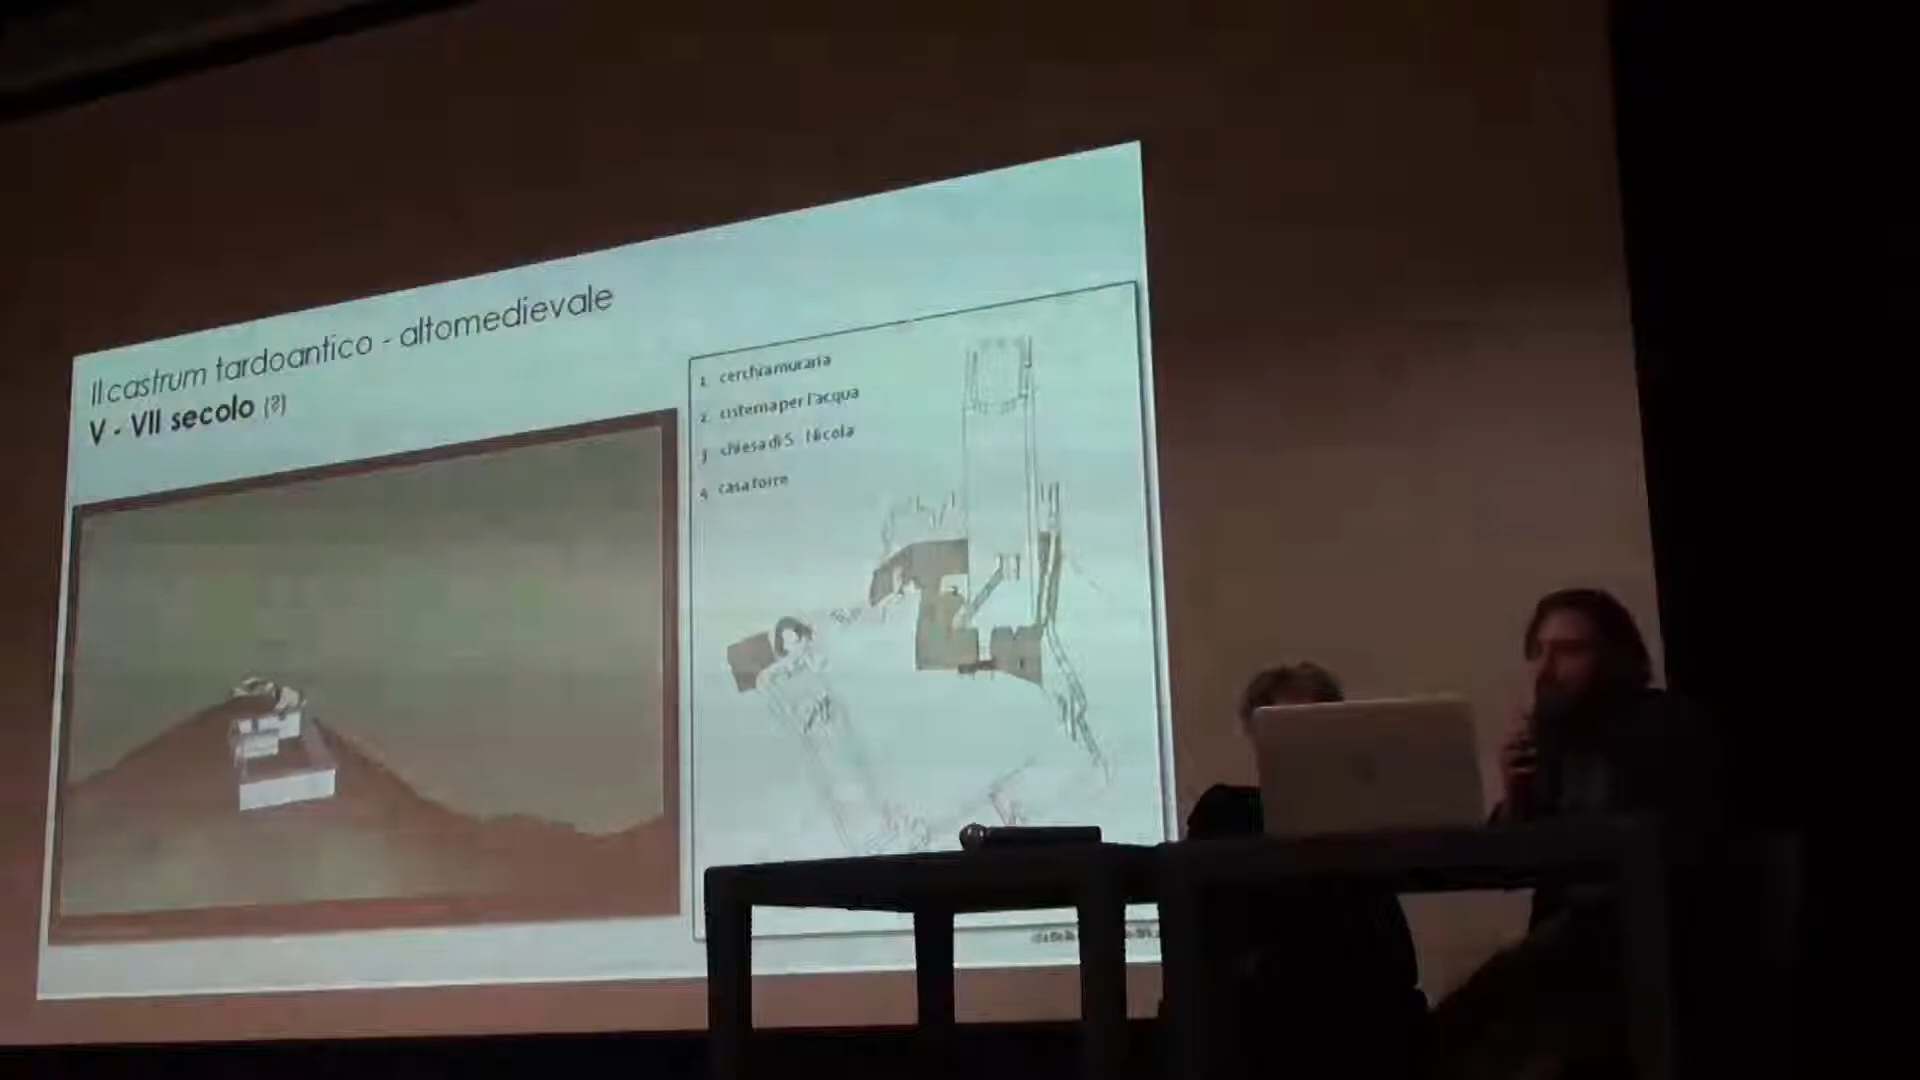 Il castrum tardoantico - altomedievale
V - VII secolo (?)
1 cerchia muraria
2 cisterna per l'acqua
3 chiesa di S. Nicola
4 casa torre